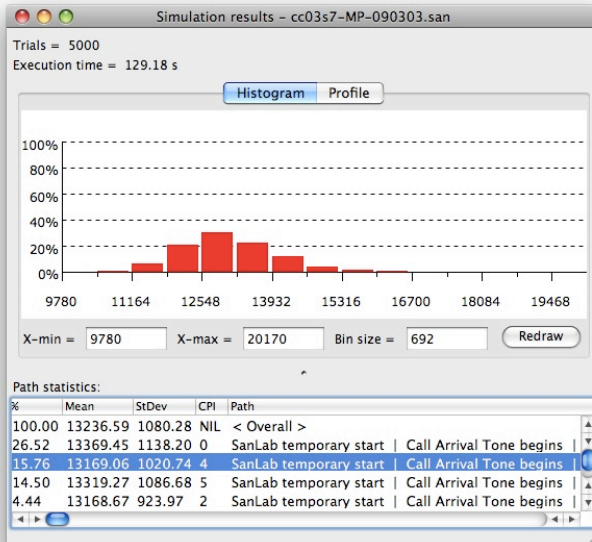 Simulation results - cc03s7-MP-090303.san
Trials = 5000
Execution time = 129.18 s
Histogram Profile
100%
80%
60%
40%
20%
0%
9780 11164 12548 13932 15316 16700 18084 19468
X-min = 9780 X-max = 20170 Bin size = 692 Redraw
Path statistics:
% Mean StDev CPI Path
100.00 13236.59 1080.28 NIL < Overall >
26.52 13369.45 1138.20 0 SanLab temporary start | Call Arrival Tone begins |
15.76 13169.06 1020.74 4 SanLab temporary start | Call Arrival Tone begins |
14.50 13319.27 1086.68 5 SanLab temporary start | Call Arrival Tone begins |
4.44 13168.67 923.97 2 SanLab temporary start | Call Arrival Tone begins |